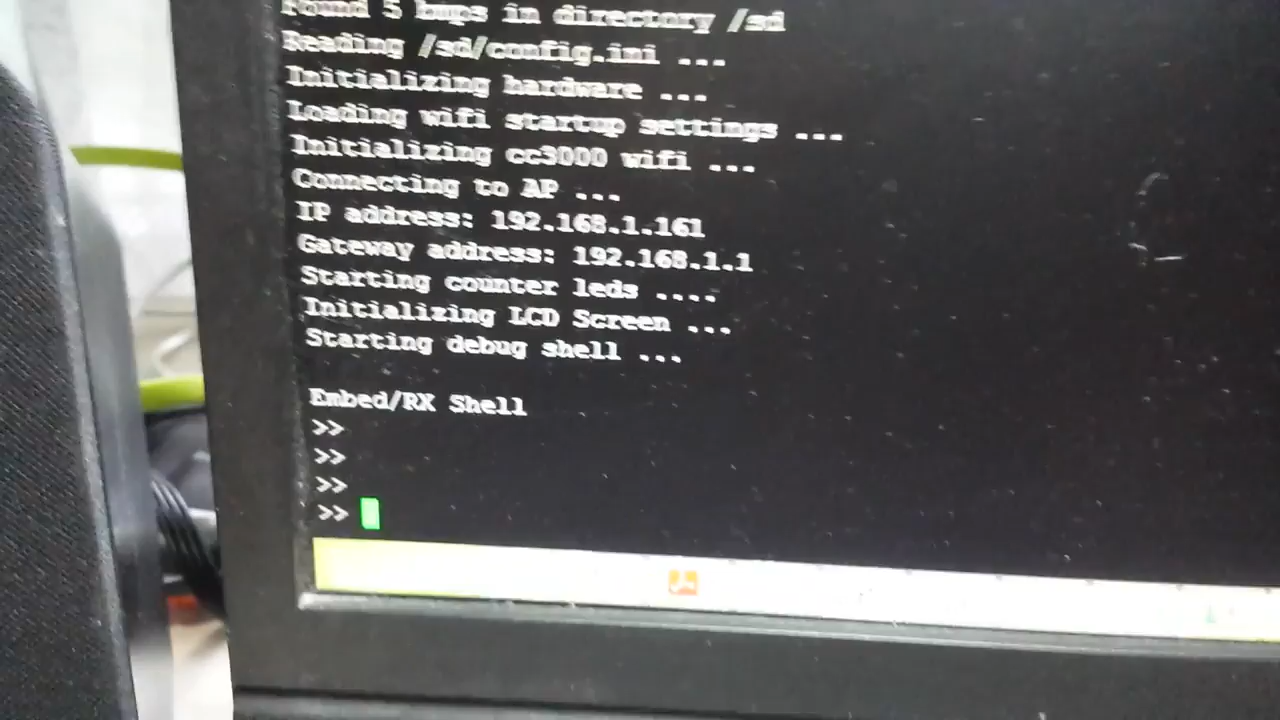 Found 5 bmps in directory /sd
Reading /sd/config.ini ...
Initializing hardware ...
Loading wifi startup settings ...
Initializing cc3000 wifi ...
Connecting to AP ...
IP address: 192.168.1.161
Gateway address: 192.168.1.1
Starting counter leds ....
Initializing LCD Screen ...
Starting debug shell ...
Embed/RX Shell
>>
>>
>>
>>